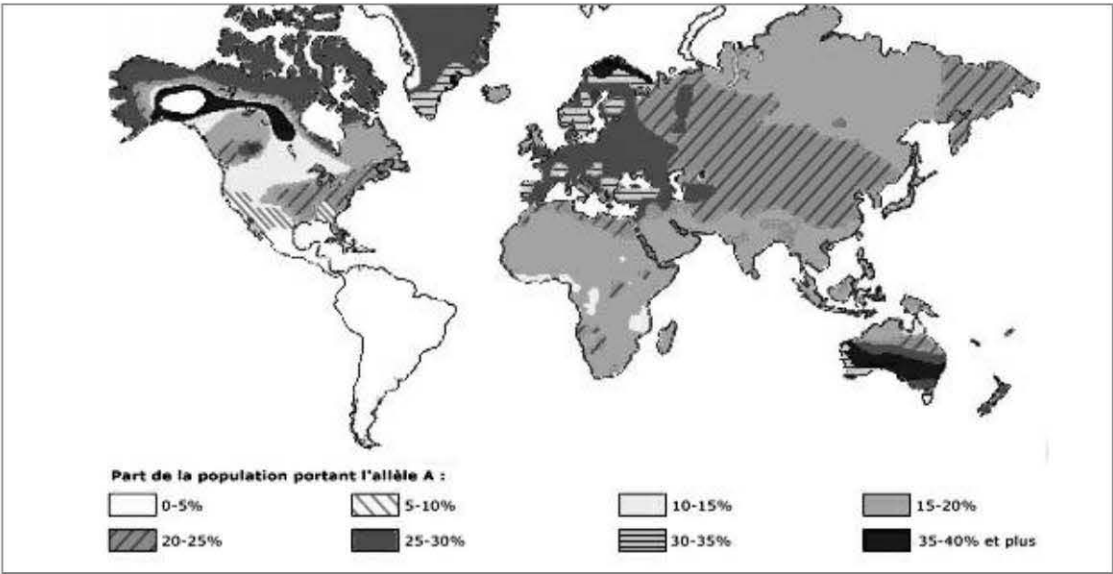 Part de la population portant l'allèle A :
0-5% 5-10% 10-15% 15-20%
20-25% 25-30% 30-35% 35-40% et plus